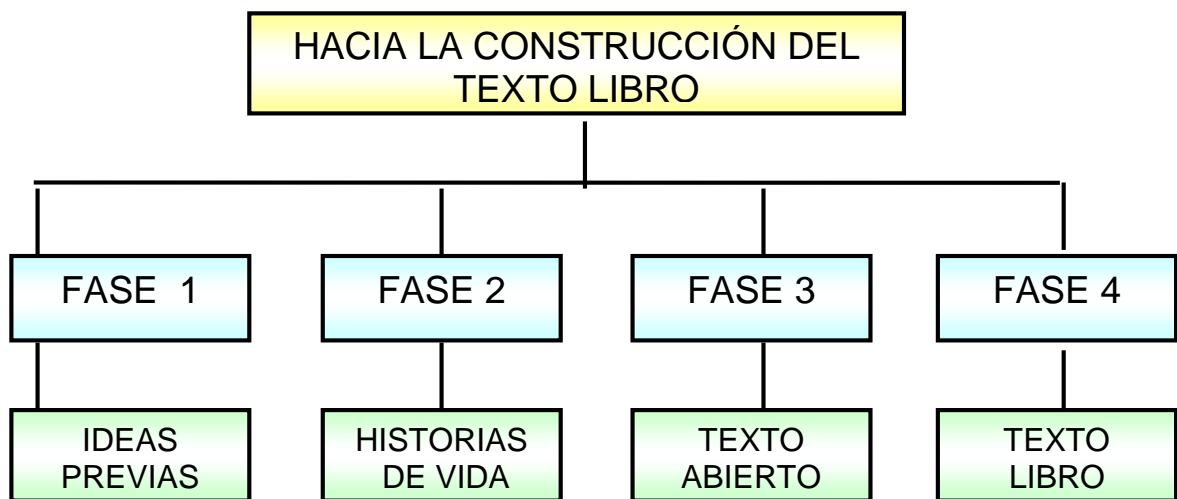 HACIA LA CONSTRUCCIÓN DEL
TEXTO LIBRO
FASE 1
FASE 2
FASE 3
FASE 4
IDEAS
PREVIAS
HISTORIAS
DE VIDA
TEXTO
ABIERTO
TEXTO
LIBRO